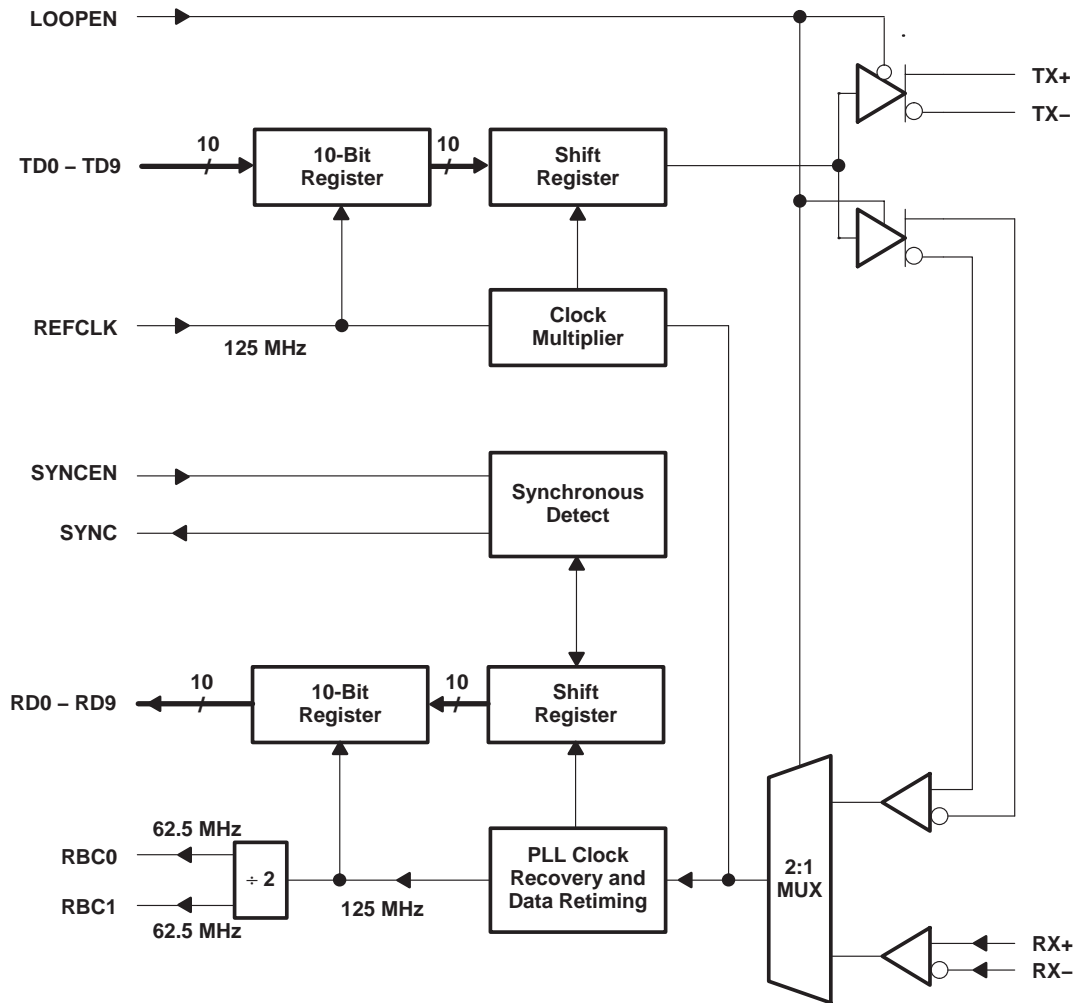 LOOPEN
TX+
TX–
TD0 – TD9
10
10-Bit
Register
10
Shift
Register
REFCLK
125 MHz
Clock
Multiplier
SYNCEN
SYNC
Synchronous
Detect
RD0 – RD9
10
10-Bit
Register
10
Shift
Register
62.5 MHz
RBC0
RBC1
62.5 MHz
÷ 2
125 MHz
PLL Clock
Recovery and
Data Retiming
2:1
MUX
RX+
RX–